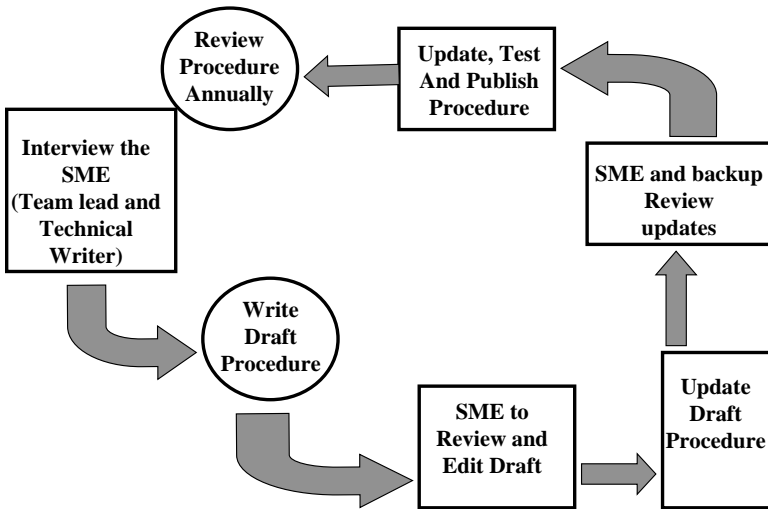 Review
Procedure
Annually
Update, Test
And Publish
Procedure
Interview the
SME
(Team lead and
Technical
Writer)
SME and backup
Review
updates
Write
Draft
Procedure
SME to
Review and
Edit Draft
Update
Draft
Procedure